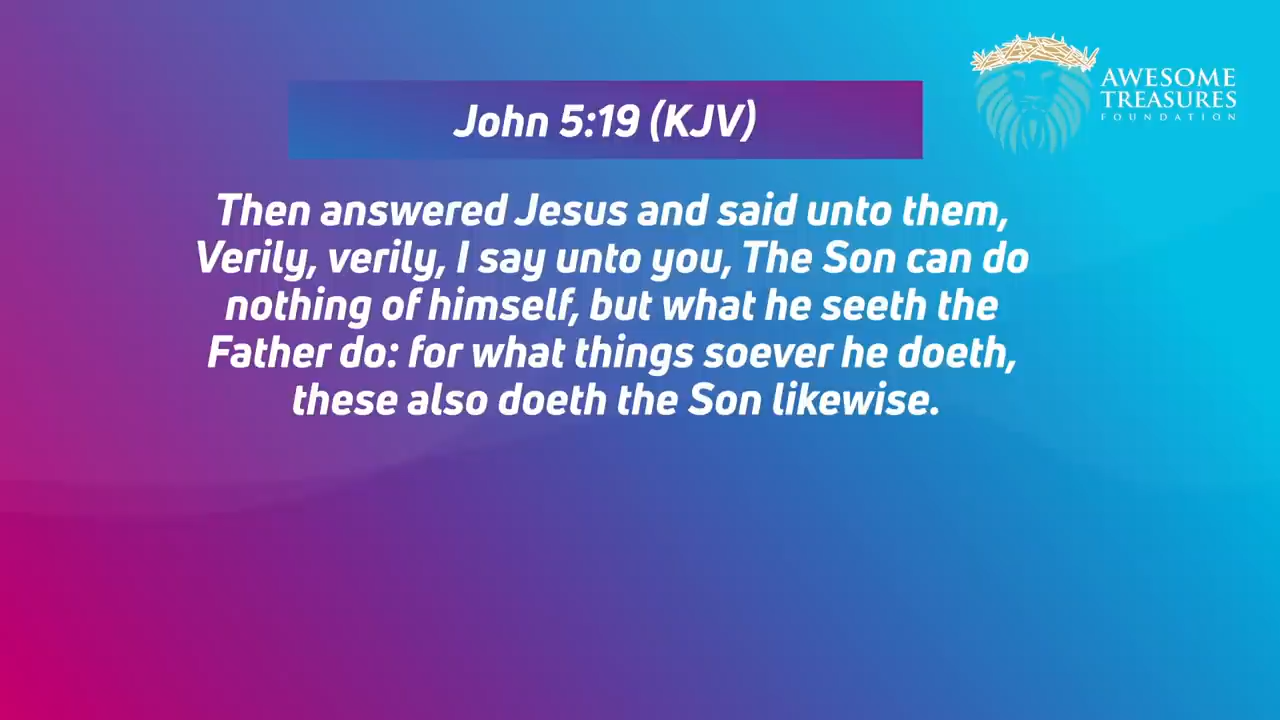 John 5:19 (KJV)
AWESOME
TREASURES
FOUNDATION
Then answered Jesus and said unto them,
Verily, verily, I say unto you, The Son can do
nothing of himself, but what he seeth the
Father do: for what things soever he doeth,
these also doeth the Son likewise.